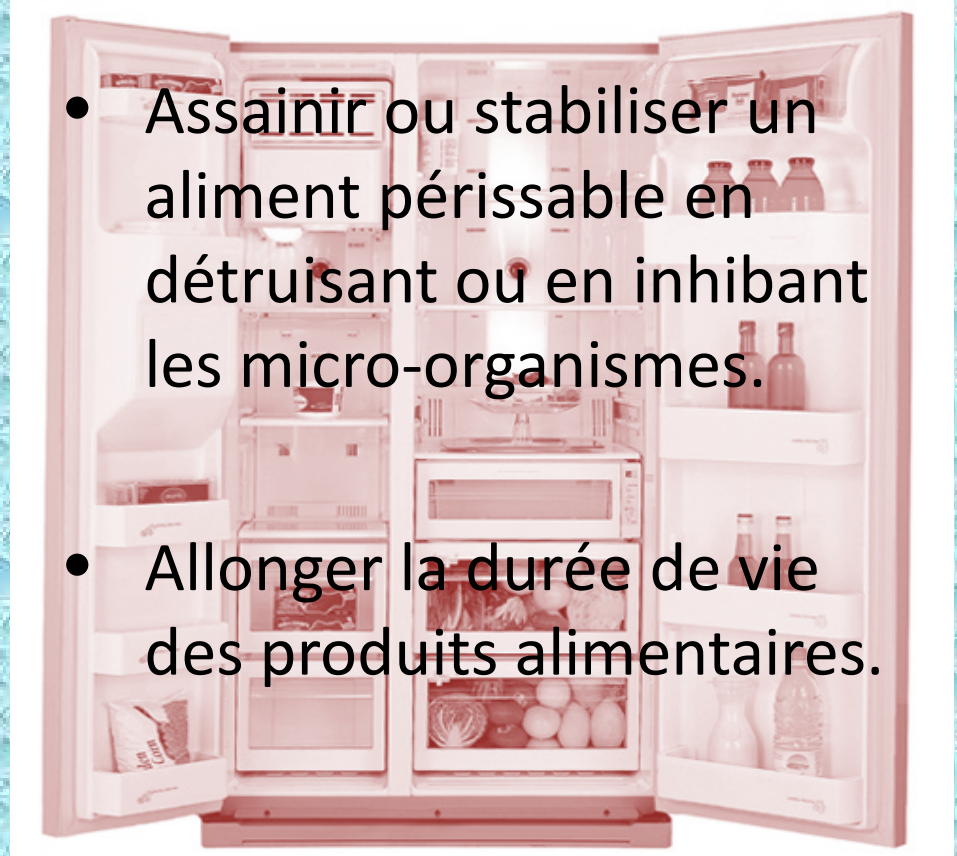 • Assainir ou stabiliser un
aliment périssable en
détruisant ou en inhibant
les micro-organismes.
• Allonger la durée de vie
des produits alimentaires.